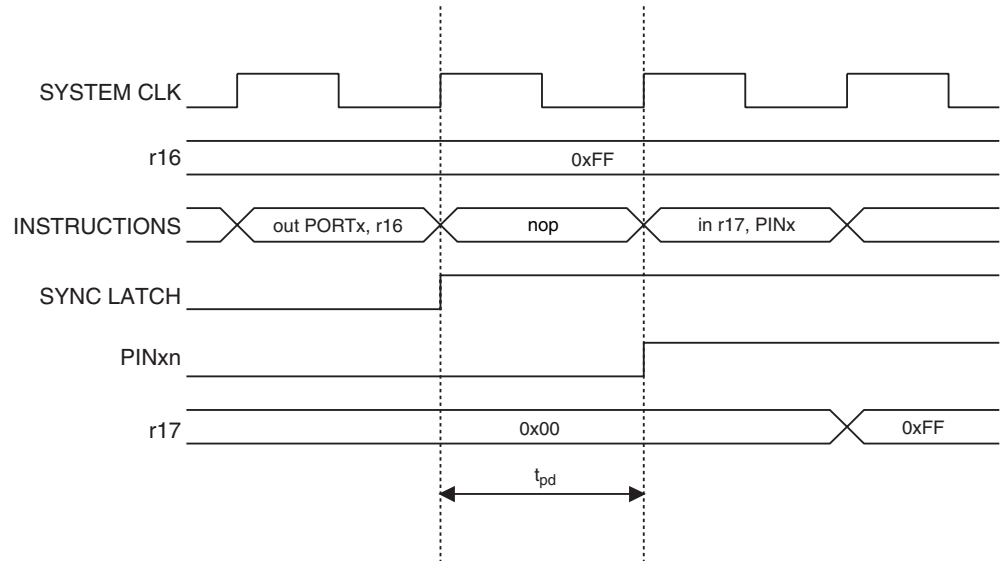 SYSTEM CLK
r16
0xFF
INSTRUCTIONS
out PORTx, r16
nop
in r17, PINx
SYNC LATCH
PINxn
r17
0x00
0xFF
tpd